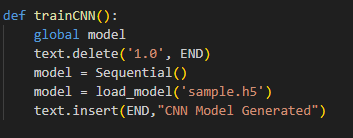 def trainCNN():
    global model
    text.delete('1.0', END)
    model = Sequential()
    model = load_model('sample.h5')
    text.insert(END,"CNN Model Generated")